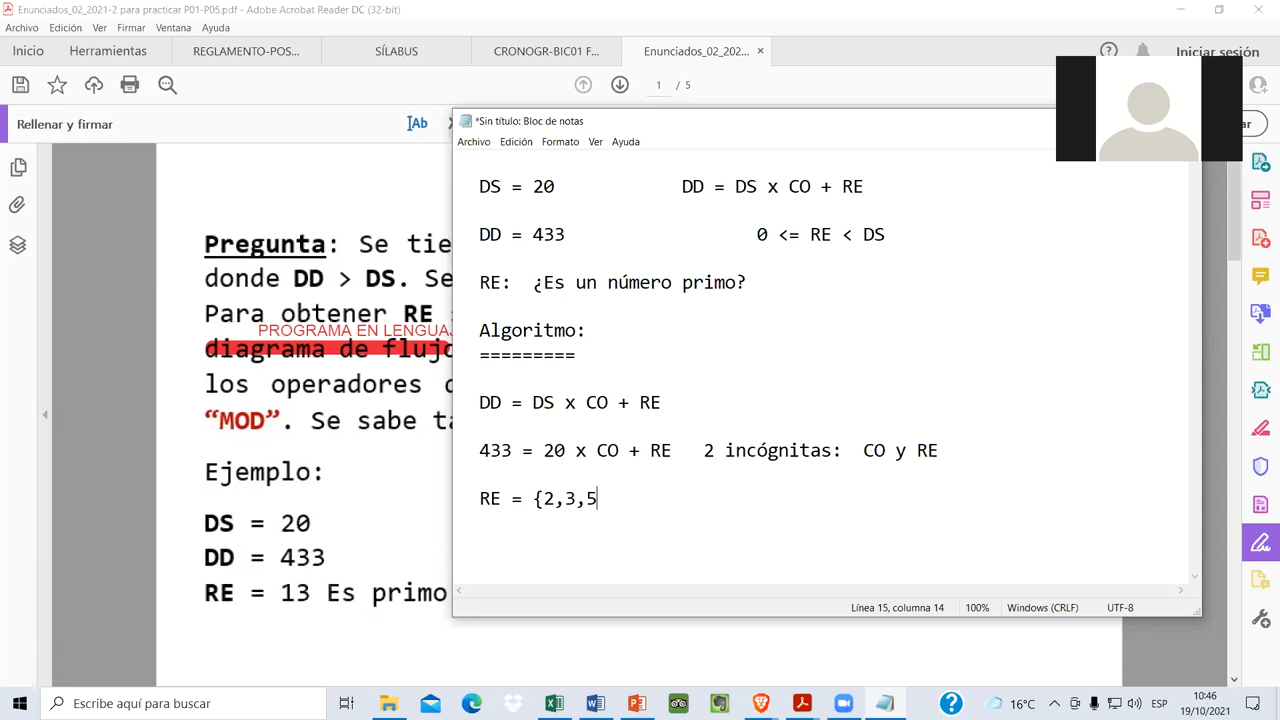 Enunciados_02_2021-2 para practicar P01-P05.pdf - Adobe Acrobat Reader DC (32-bit)
Archivo Edición Ver Firmar Ventana Ayuda
Inicio Herramientas REGLAMENTO-POS... SÍLABUS CRONOGR-BIC01 F... Enunciados_02_202... × Iniciar sesión
1 / 5
Rellenar y firmar
Ab
*Sin título: Bloc de notas
Archivo Edición Formato Ver Ayuda
DS = 20 DD = DS x CO + RE
DD = 433 0 <= RE < DS
RE: ¿Es un número primo?
Algoritmo:
=========
DD = DS x CO + RE
433 = 20 x CO + RE 2 incógnitas: CO y RE
RE = {2,3,5
Línea 15, columna 14 100% Windows (CRLF) UTF-8
Pregunta: Se tie
donde DD > DS. Se
Para obtener RE
PROGRAMA EN LENGUAJ
diagrama de flujo
los operadores
“MOD”. Se sabe ta
Ejemplo:
DS = 20
DD = 433
RE = 13 Es primo
Escribe aquí para buscar
16°C ESP 10:46
19/10/2021